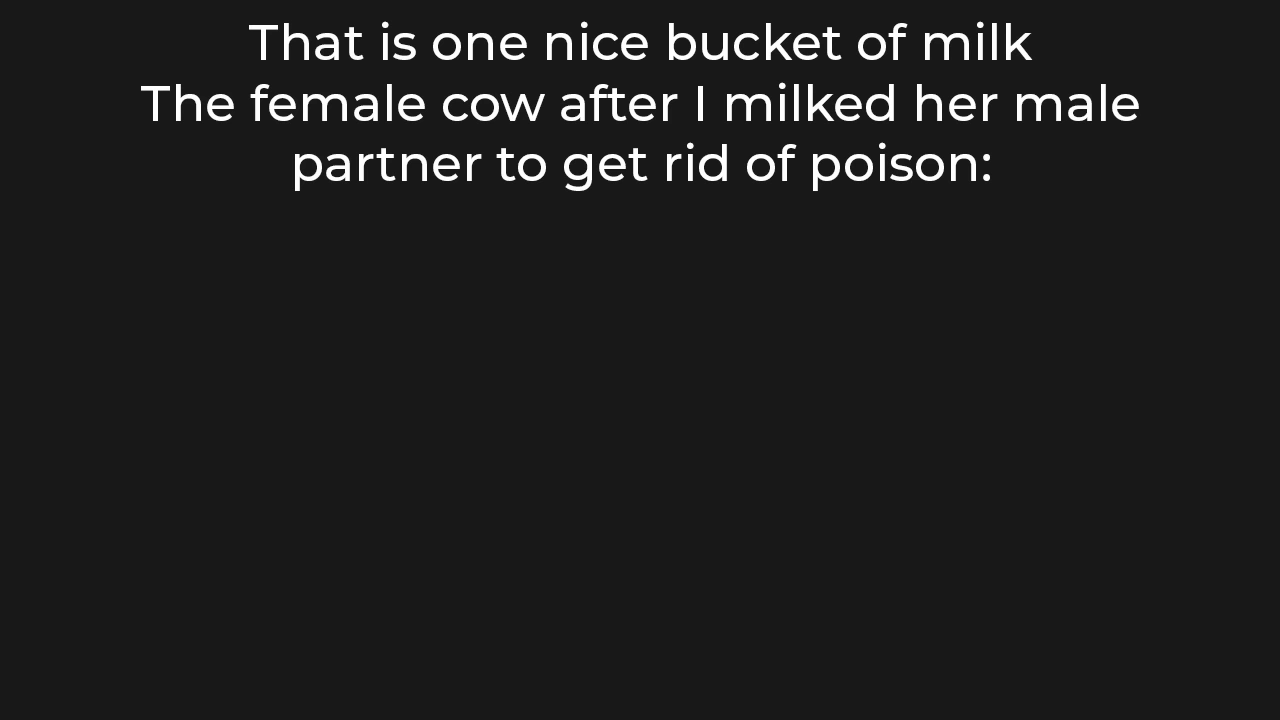 That is one nice bucket of milk
The female cow after I milked her male
partner to get rid of poison: